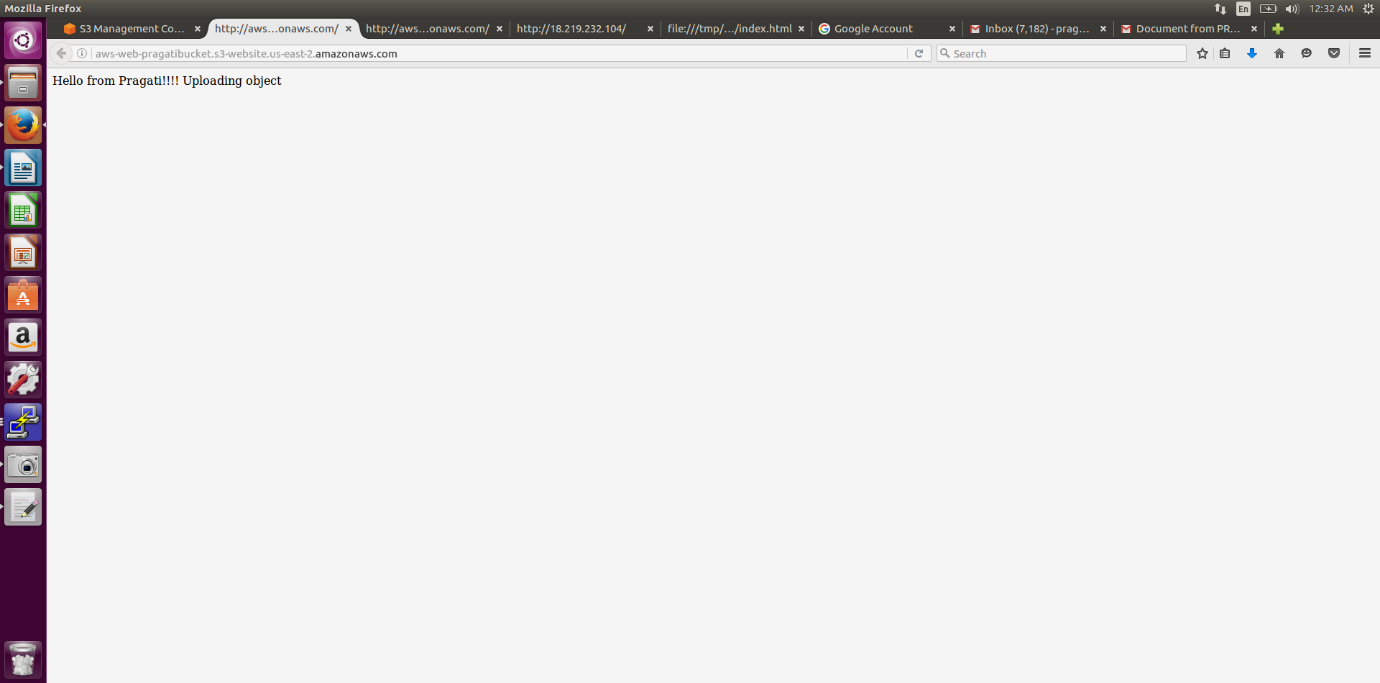 Mozilla Firefox
En
12:32 AM
S3 Management Co...
http://aws...onaws.com/
http://aws...onaws.com/
http://18.219.232.104/
file:///tmp/.../index.html
Google Account
Inbox (7,182) - prag...
Document from PR...
aws-web-pragatibucket.s3-website.us-east-2.amazonaws.com
Search
Hello from Pragati!!!! Uploading object